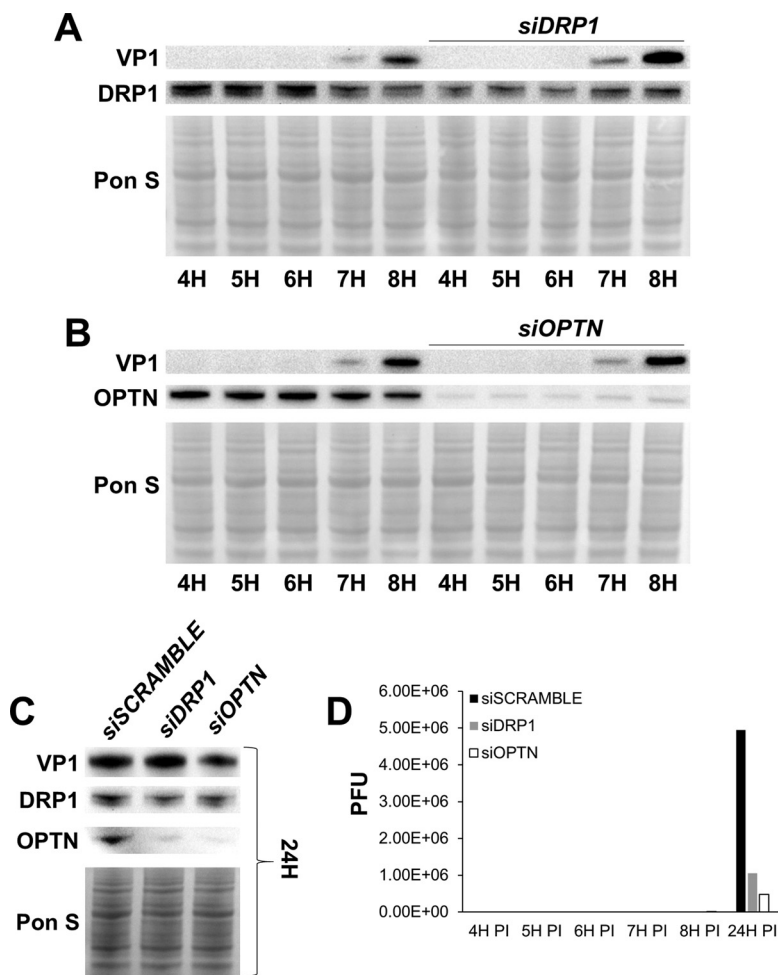 A
siDRP1
VP1
DRP1
Pon S
4H 5H 6H 7H 8H 4H 5H 6H 7H 8H
B
siOPTN
VP1
OPTN
Pon S
4H 5H 6H 7H 8H 4H 5H 6H 7H 8H
C
siSCRAMBLE
siDRP1
siOPTN
VP1
DRP1
OPTN
Pon S
24H
D
6.00E+06
5.00E+06
4.00E+06
3.00E+06
2.00E+06
1.00E+06
0.00E+00
PFU
siSCRAMBLE
siDRP1
siOPTN
4H PI 5H PI 6H PI 7H PI 8H PI 24H PI